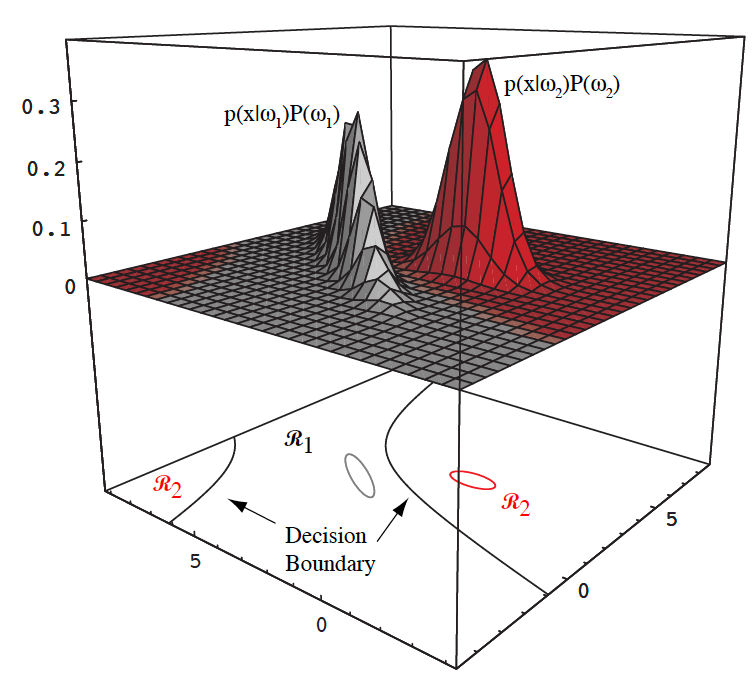 p(x|ω₂)P(ω₂)
0.3
p(x|ω₁)P(ω₁)
0.2
0.1
0
ℛ₁
ℛ₂
ℛ₂
5
Decision
Boundary
5
0
0